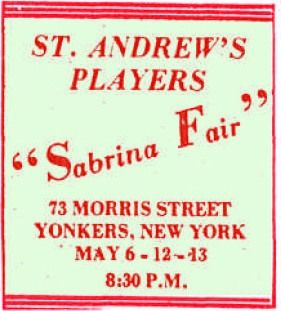 ST. ANDREW'S
PLAYERS
“Sabrina Fair”
73 MORRIS STREET
YONKERS, NEW YORK
MAY 6 - 12 - 13
8:30 P.M.